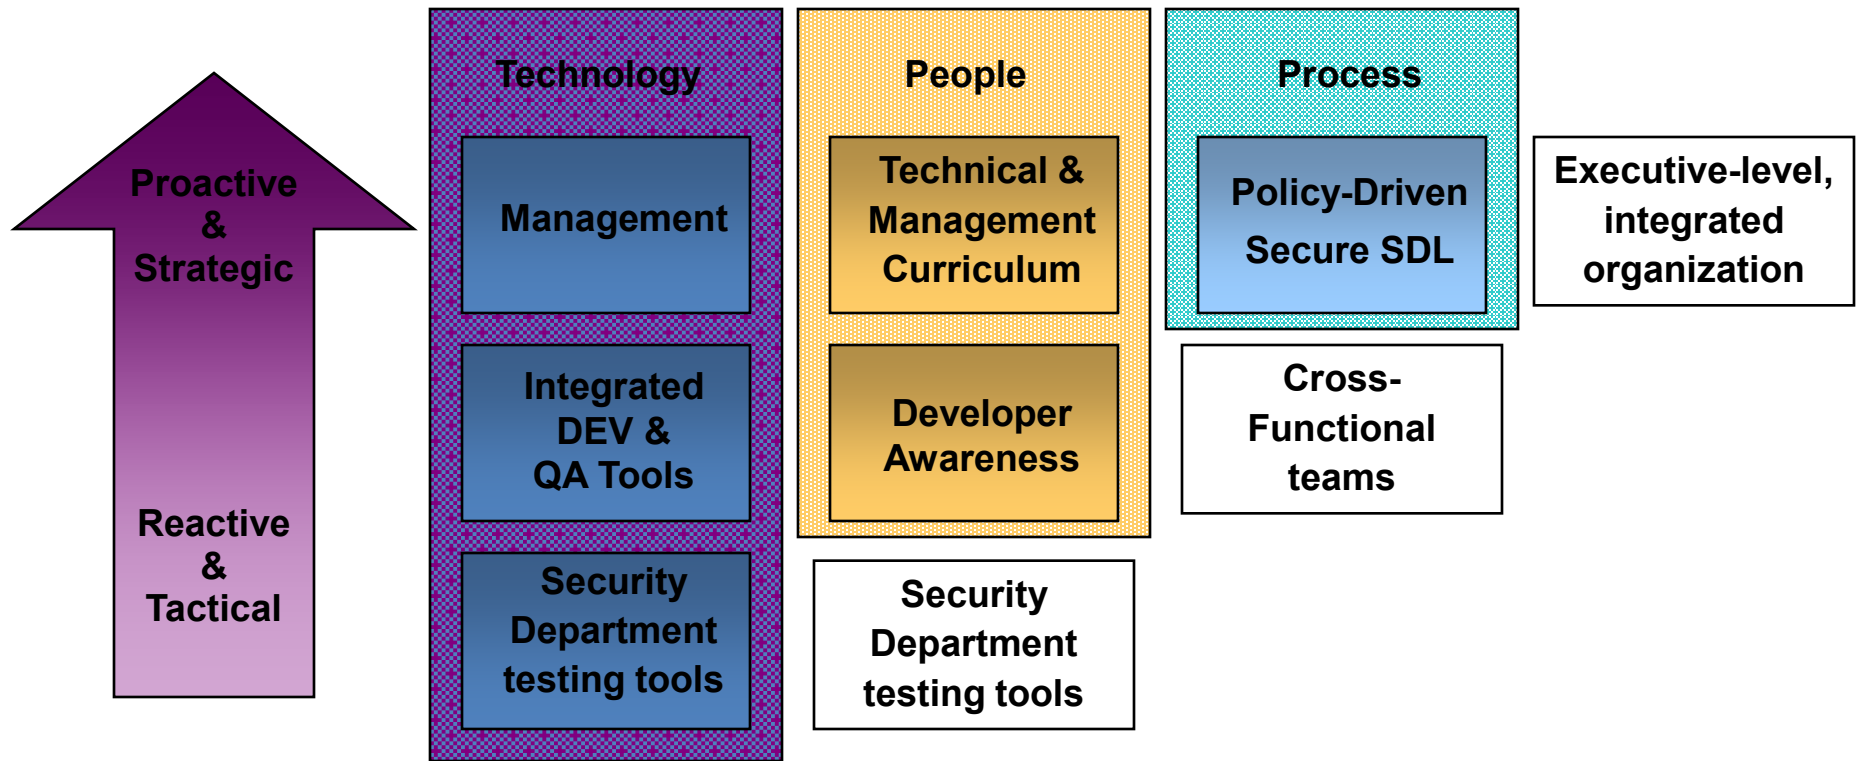 Technology
People
Process
Proactive
&
Strategic
Management
Technical &
Management
Curriculum
Policy-Driven
Secure SDL
Executive-level,
integrated
organization
Integrated
DEV &
QA Tools
Developer
Awareness
Cross-
Functional
teams
Reactive
&
Tactical
Security
Department
testing tools
Security
Department
testing tools